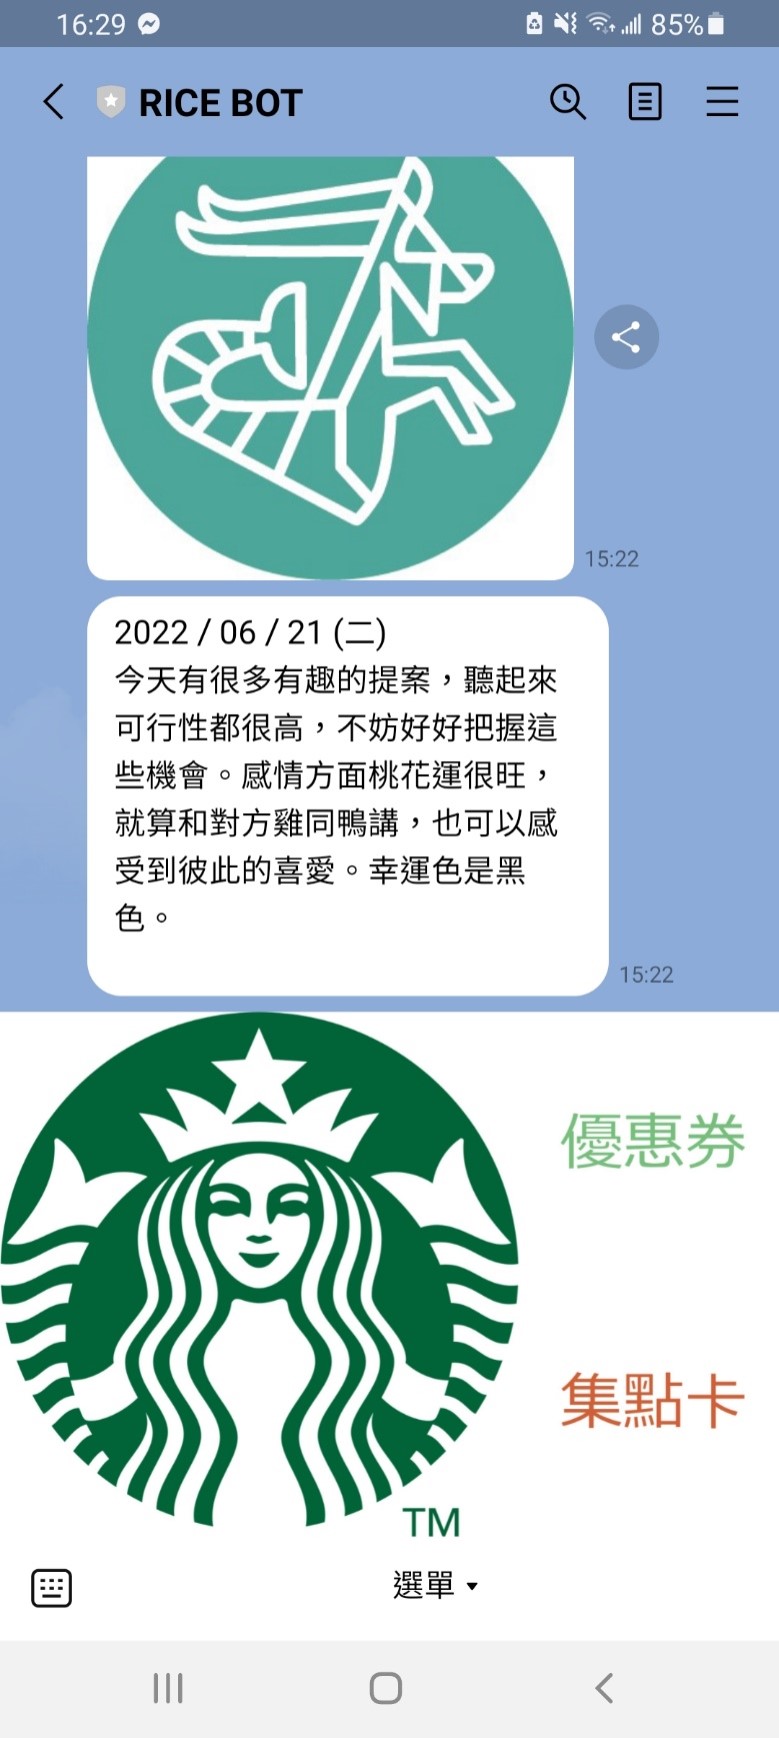 16:29
85%
RICE BOT
15:22
2022 / 06 / 21 (二)
今天有很多有趣的提案，聽起來
可行性都很高，不妨好好把握這
些機會。感情方面桃花運很旺，
就算和對方雞同鴨講，也可以感
受到彼此的喜愛。幸運色是黑
色。
15:22
優惠券
集點卡
TM
選單